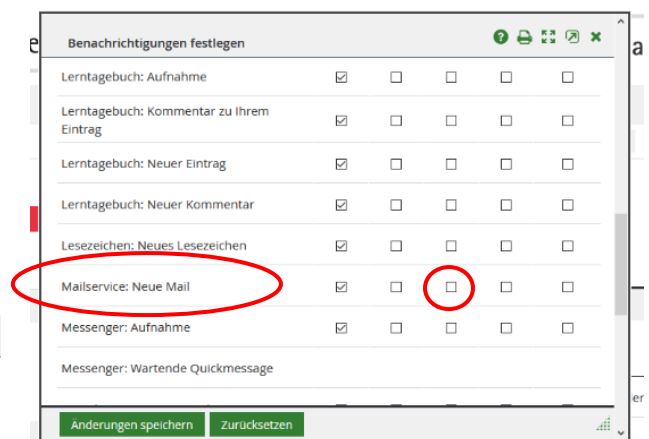 Benachrichtigungen festlegen
Lerntagebuch: Aufnahme
Lerntagebuch: Kommentar zu Ihrem
Eintrag
Lerntagebuch: Neuer Eintrag
Lerntagebuch: Neuer Kommentar
Lesezeichen: Neues Lesezeichen
Mailservice: Neue Mail
Messenger: Aufnahme
Messenger: Wartende Quickmessage
Änderungen speichern Zurücksetzen